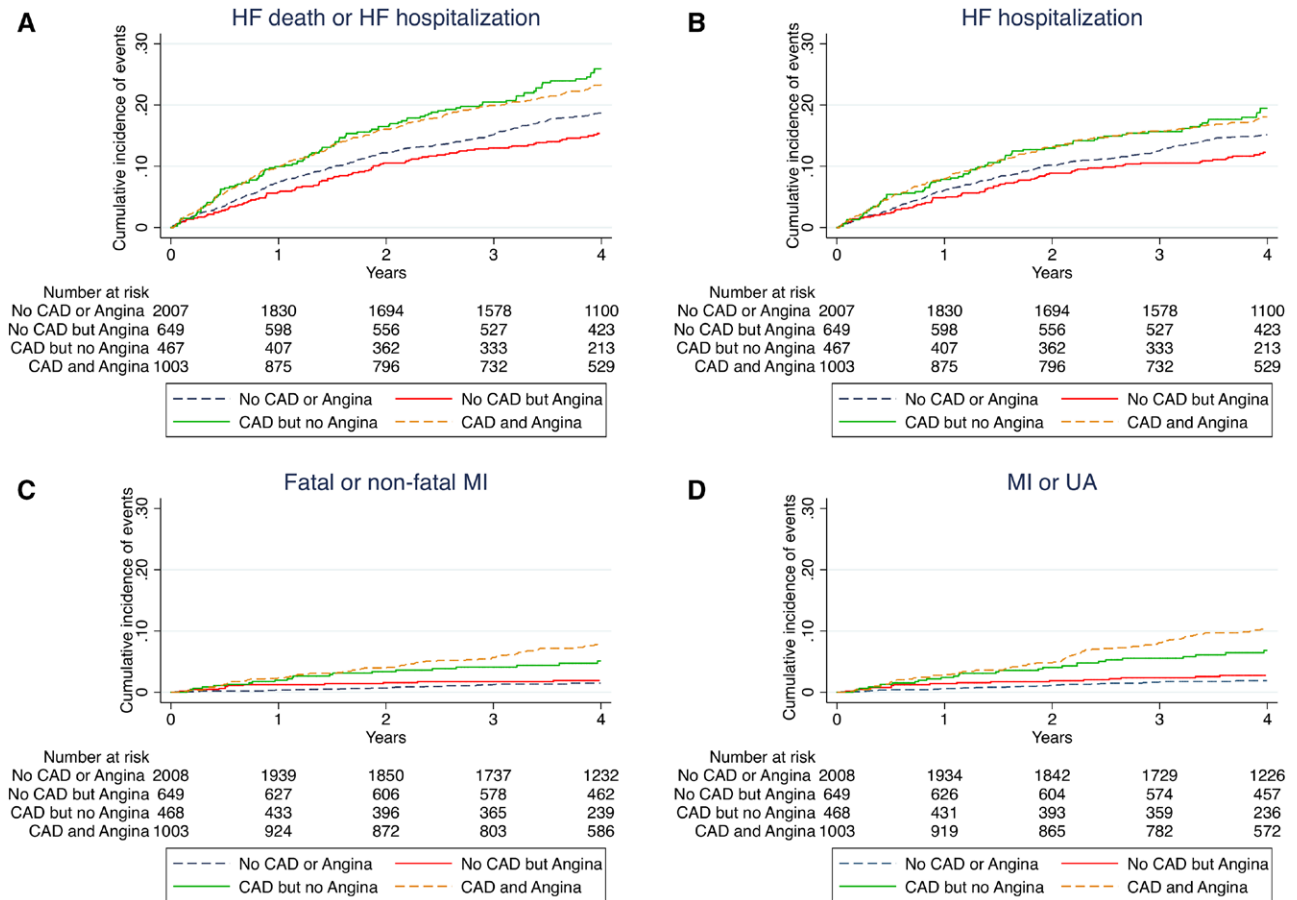 A
HF death or HF hospitalization
Cumulative incidence of events
.30
20
10
0
0 1 2 3 4
Years
Number at risk
No CAD or Angina 2007 1830 1694 1578 1100
No CAD but Angina 649 598 556 527 423
CAD but no Angina 467 407 362 333 213
CAD and Angina 1003 875 796 732 529
No CAD or Angina No CAD but Angina
CAD but no Angina CAD and Angina
B
HF hospitalization
Cumulative incidence of events
.30
20
10
0
0 1 2 3 4
Years
Number at risk
No CAD or Angina 2007 1830 1694 1578 1100
No CAD but Angina 649 598 556 527 423
CAD but no Angina 467 407 362 333 213
CAD and Angina 1003 875 796 732 529
No CAD or Angina No CAD but Angina
CAD but no Angina CAD and Angina
C
Fatal or non-fatal MI
Cumulative incidence of events
.30
20
10
0
0 1 2 3 4
Years
Number at risk
No CAD or Angina 2008 1939 1850 1737 1232
No CAD but Angina 649 627 606 578 462
CAD but no Angina 468 433 396 365 239
CAD and Angina 1003 924 872 803 586
No CAD or Angina No CAD but Angina
CAD but no Angina CAD and Angina
D
MI or UA
Cumulative incidence of events
.30
20
10
0
0 1 2 3 4
Years
Number at risk
No CAD or Angina 2008 1934 1842 1729 1226
No CAD but Angina 649 626 604 574 457
CAD but no Angina 468 431 393 359 236
CAD and Angina 1003 919 865 782 572
No CAD or Angina No CAD but Angina
CAD but no Angina CAD and Angina